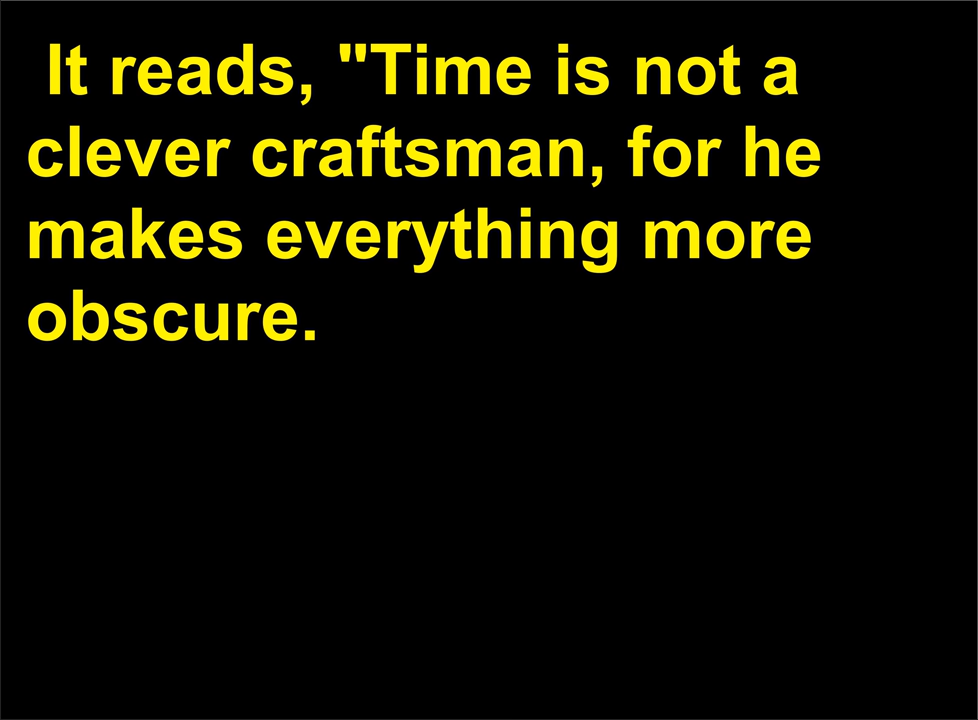 It reads, "Time is not a
clever craftsman, for he
makes everything more
obscure.